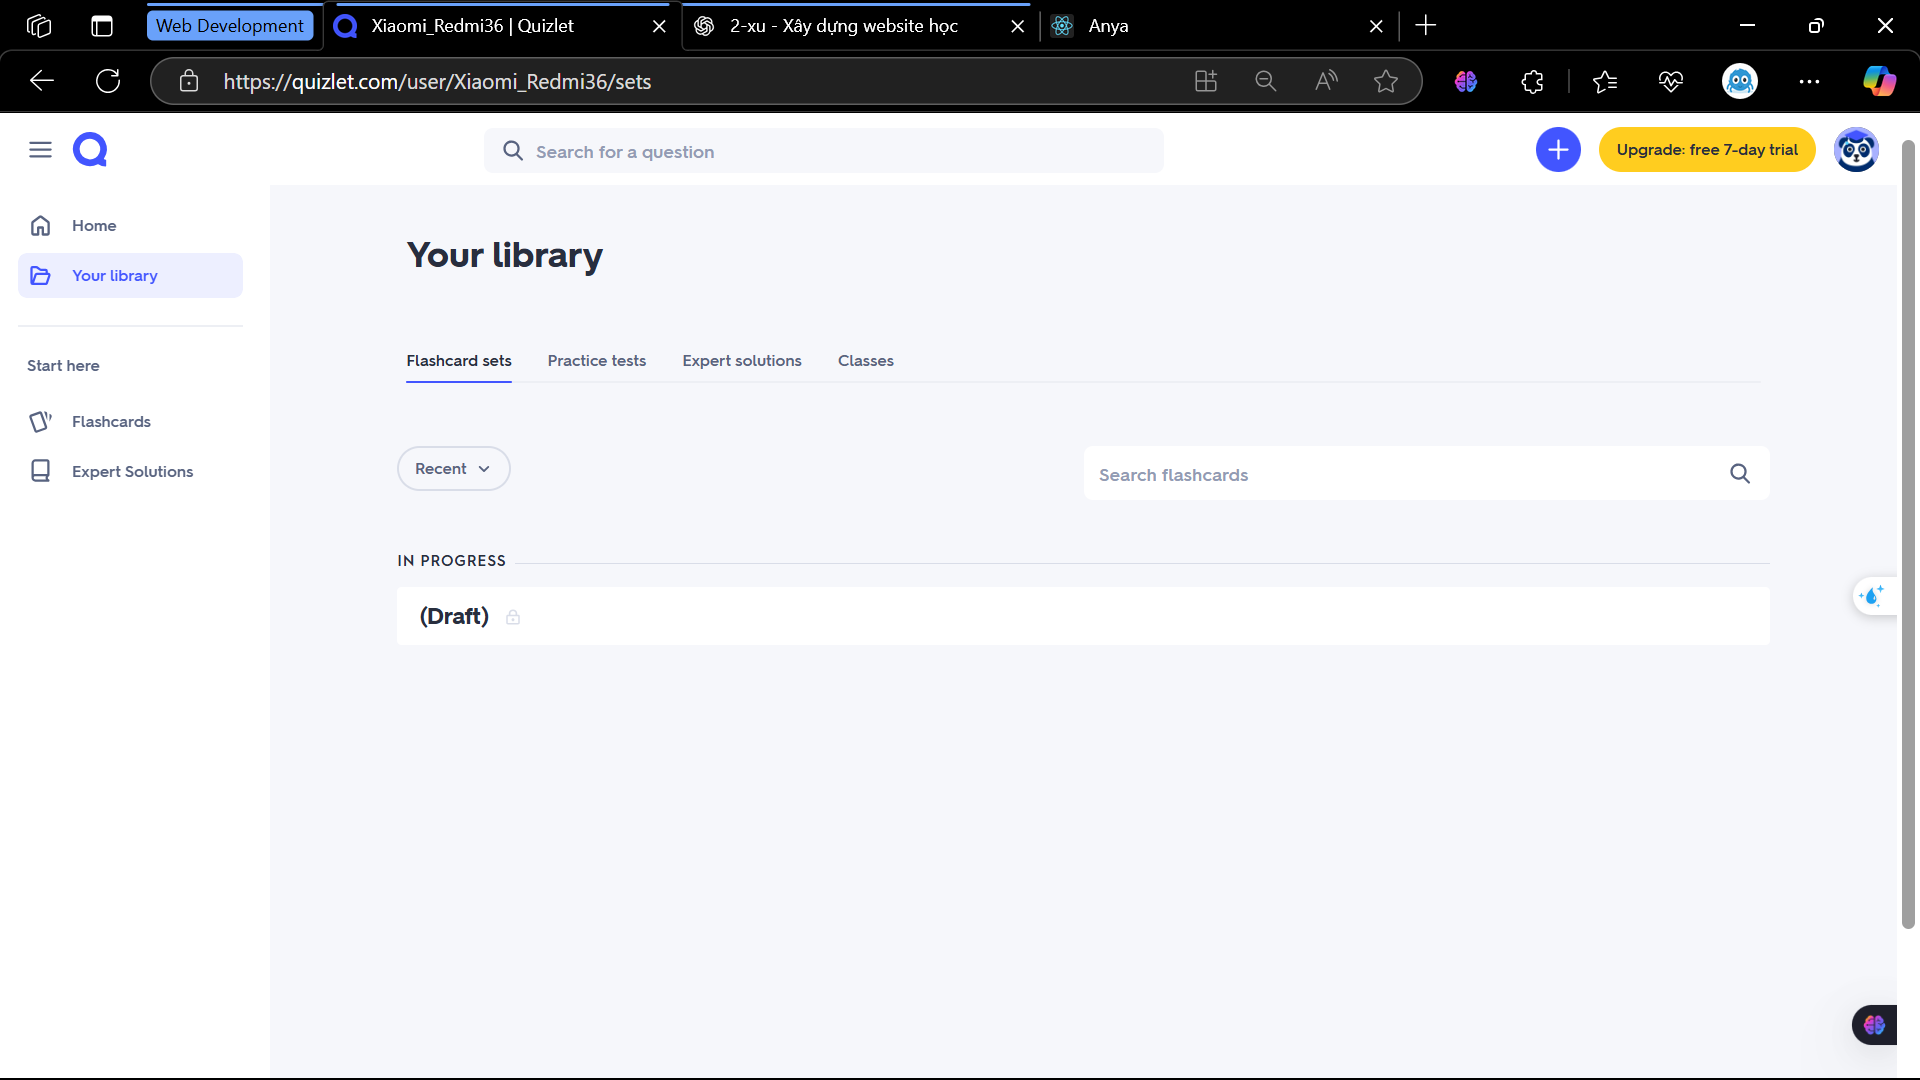 Web Development
Xiaomi_Redmi36 | Quizlet
2-xu - Xây dựng website học
Anya
https://quizlet.com/user/Xiaomi_Redmi36/sets
Search for a question
Upgrade: free 7-day trial
Home
Your library
Start here
Flashcards
Expert Solutions
Your library
Flashcard sets
Practice tests
Expert solutions
Classes
Recent
Search flashcards
IN PROGRESS
(Draft)